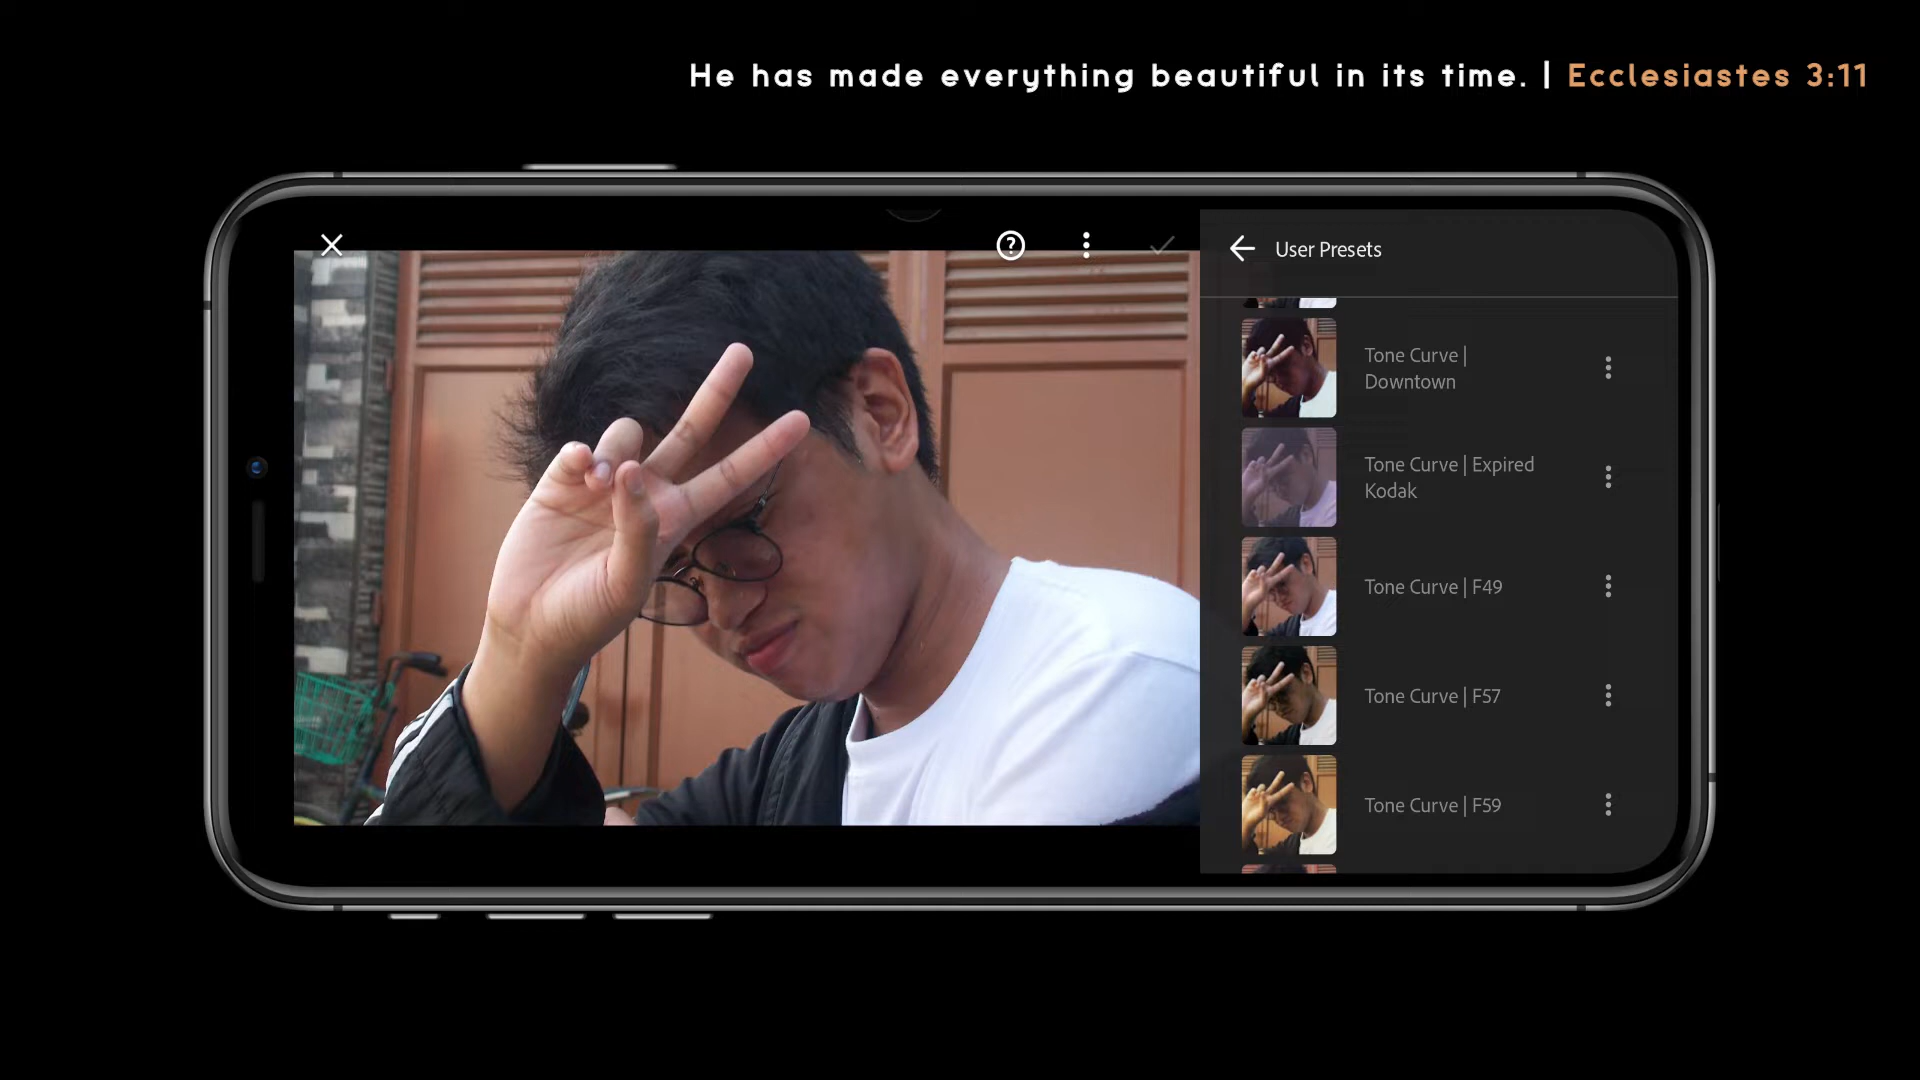 He has made everything beautiful in its time. | Ecclesiastes 3:11
User Presets
Tone Curve |
Downtown
Tone Curve | Expired
Kodak
Tone Curve | F49
Tone Curve | F57
Tone Curve | F59